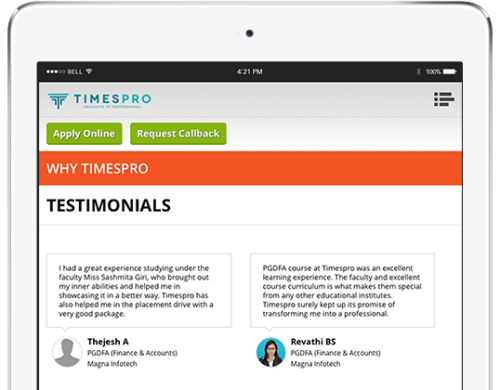 BELL 4:21 PM 100%
TIMESPRO
GRADUATE TO PROFESSIONAL
Apply Online Request Callback
WHY TIMESPRO
TESTIMONIALS
I had a great experience studying under the
faculty Miss Sashmita Giri, who brought out
my inner abilities and helped me in
showcasing it in a better way. Timespro has
also helped me in the placement drive with a
very good package.
Thejesh A
PGDFA (Finance & Accounts)
Magna Infotech
PGDFA course at Timespro was an excellent
learning experience. The faculty and excellent
course curriculum is what makes them special
from any other educational institutes.
Timespro surely kept up its promise of
transforming me into a professional.
Revathi BS
PGDFA (Finance & Accounts)
Magna Infotech